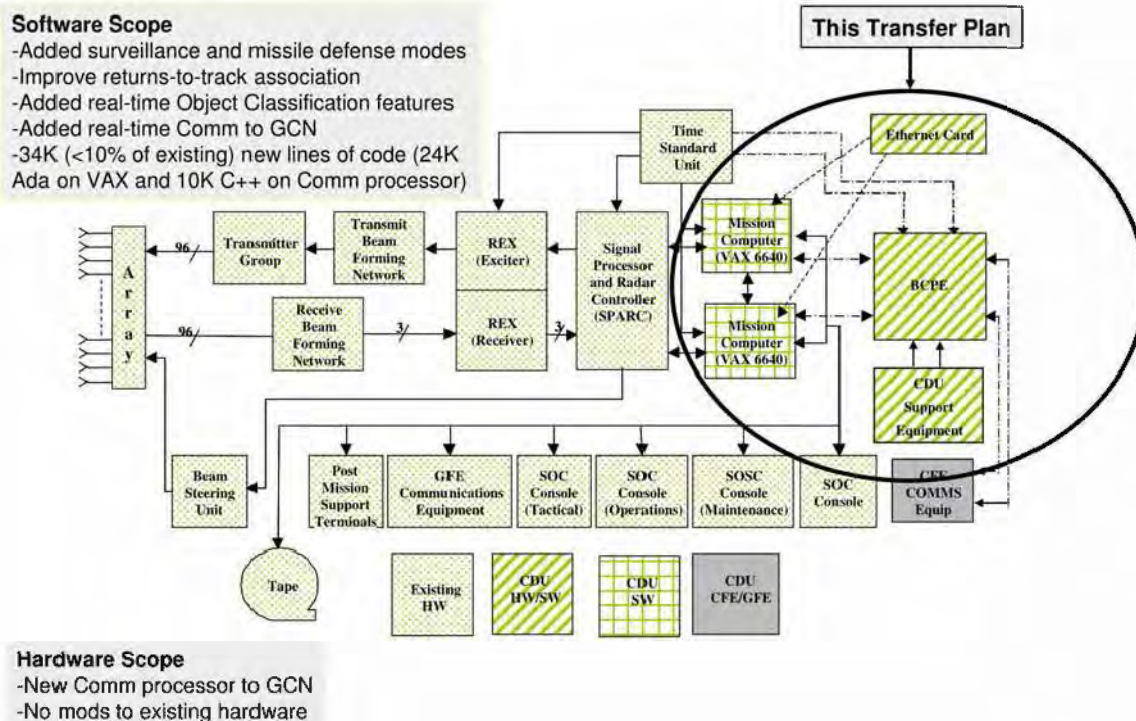 Software Scope
-Added surveillance and missile defense modes
-Improve returns-to-track association
-Added real-time Object Classification features
-Added real-time Comm to GCN
-34K (<10% of existing) new lines of code (24K
Ada on VAX and 10K C++ on Comm processor)
This Transfer Plan
Time
Standard
Unit
Ethernet Card
Array
96
Transmitter
Group
Transmit
Beam
Forming
Network
REX
(Exciter)
Signal
Processor
and Radar
Controller
(SPARC)
Mission
Computer
(VAX 6640)
BCPE
96
Receive
Beam
Forming
Network
3
REX
(Receiver)
3
Mission
Computer
(VAX 6640)
CDU
Support
Equipment
Beam
Steering
Unit
Post
Mission
Support
Terminals
GFE
Communications
Equipment
SOC
Console
(Tactical)
SOC
Console
(Operations)
SOSC
Console
(Maintenance)
SOC
Console
COMMS
Equip
Tape
Existing
HW
CDU
HW/SW
CDU
SW
CDU
CFE/GFE
Hardware Scope
-New Comm processor to GCN
-No mods to existing hardware